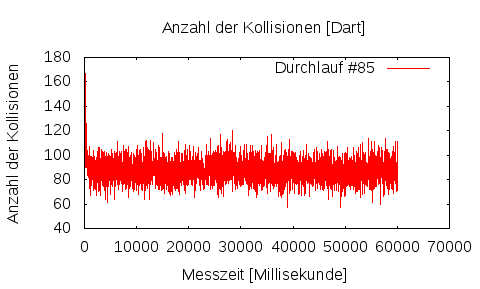 Anzahl der Kollisionen [Dart]
Durchlauf #85
Anzahl der Kollisionen
180
160
140
120
100
80
60
40
0 10000 20000 30000 40000 50000 60000 70000
Messzeit [Millisekunde]